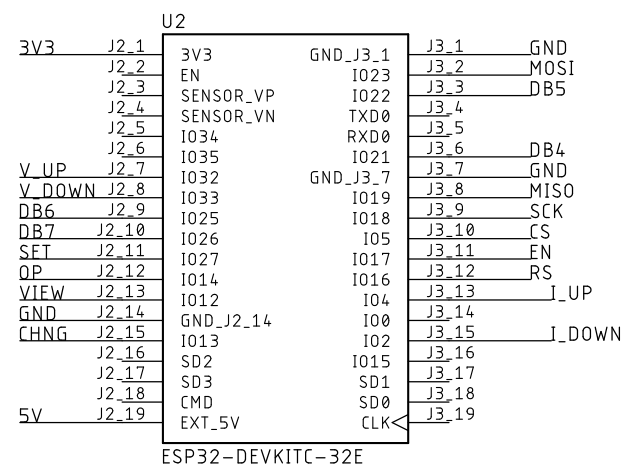 U2
3V3 J2_1 3V3 GND_J3_1 J3_1 GND
J2_2 EN IO23 J3_2 MOSI
J2_3 SENSOR_VP IO22 J3_3 DB5
J2_4 SENSOR_VN TXD0 J3_4
J2_5 IO34 RXD0 J3_5
J2_6 IO35 IO21 J3_6 DB4
V_UP J2_7 IO32 GND_J3_7 J3_7 GND
V_DOWN J2_8 IO33 IO19 J3_8 MISO
DB6 J2_9 IO25 IO18 J3_9 SCK
DB7 J2_10 IO26 IO5 J3_10 CS
SET J2_11 IO27 IO17 J3_11 EN
OP J2_12 IO14 IO16 J3_12 RS
VIEW J2_13 IO12 IO4 J3_13 I_UP
GND J2_14 GND_J2_14 IO0 J3_14
CHNG J2_15 IO13 IO2 J3_15 I_DOWN
J2_16 SD2 IO15 J3_16
J2_17 SD3 SD1 J3_17
J2_18 CMD SD0 J3_18
5V J2_19 EXT_5V CLK J3_19
ESP32-DEVKITC-32E